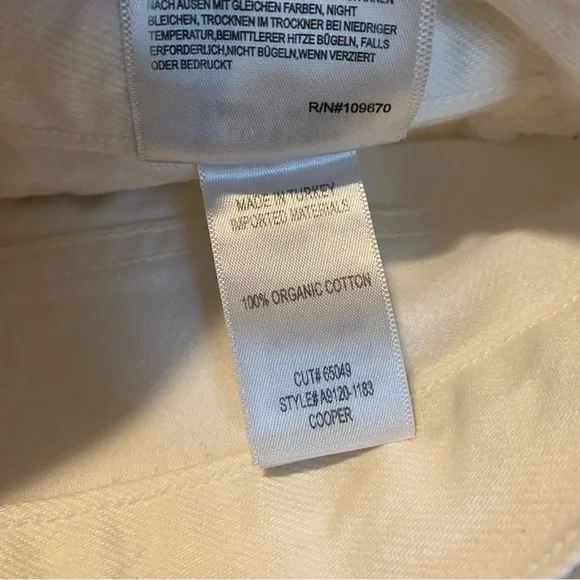 NACH AUSEN MIT GLEICHEN FARBEN, NIGHT
BLEICHEN, TROCKNEN IM TROCKNER BEI NIEDRIGER
TEMPERATUR,BEIMITTLERER HITZE BÜGELN, FALLS
ERFORDERLICH,NICHT BÜGELN,WENN VERZIERT
ODER BEDRUCKT
R/N#109670
MADE IN TURKEY
IMPORTED MATERIALS
100% ORGANIC COTTON
CUT# 65049
STYLE# A9120-1183
COOPER